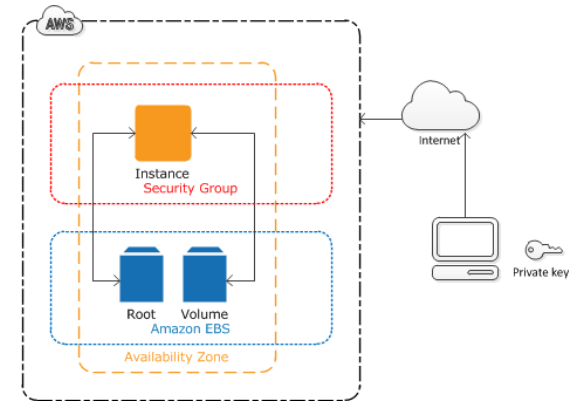 AWS
Instance
Security Group
Internet
Private key
Root
Volume
Amazon EBS
Availability Zone